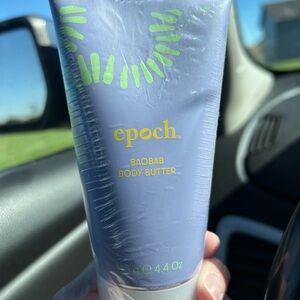 epoch.
BAOBAB
BODY BUTTER
g ℮ 4.4 Oz